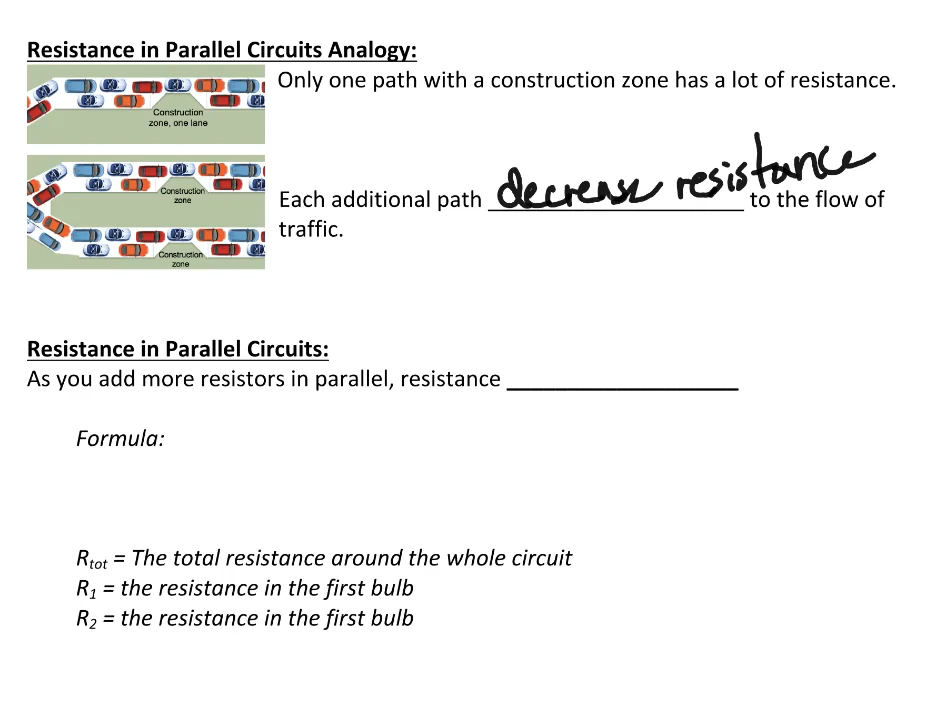 Resistance in Parallel Circuits Analogy:
Only one path with a construction zone has a lot of resistance.
Construction
zone, one lane
Construction
zone
Each additional path decrease resistance to the flow of
traffic.
Construction
zone
Resistance in Parallel Circuits:
As you add more resistors in parallel, resistance ____________________
Formula:
Rtot = The total resistance around the whole circuit
R1 = the resistance in the first bulb
R2 = the resistance in the first bulb